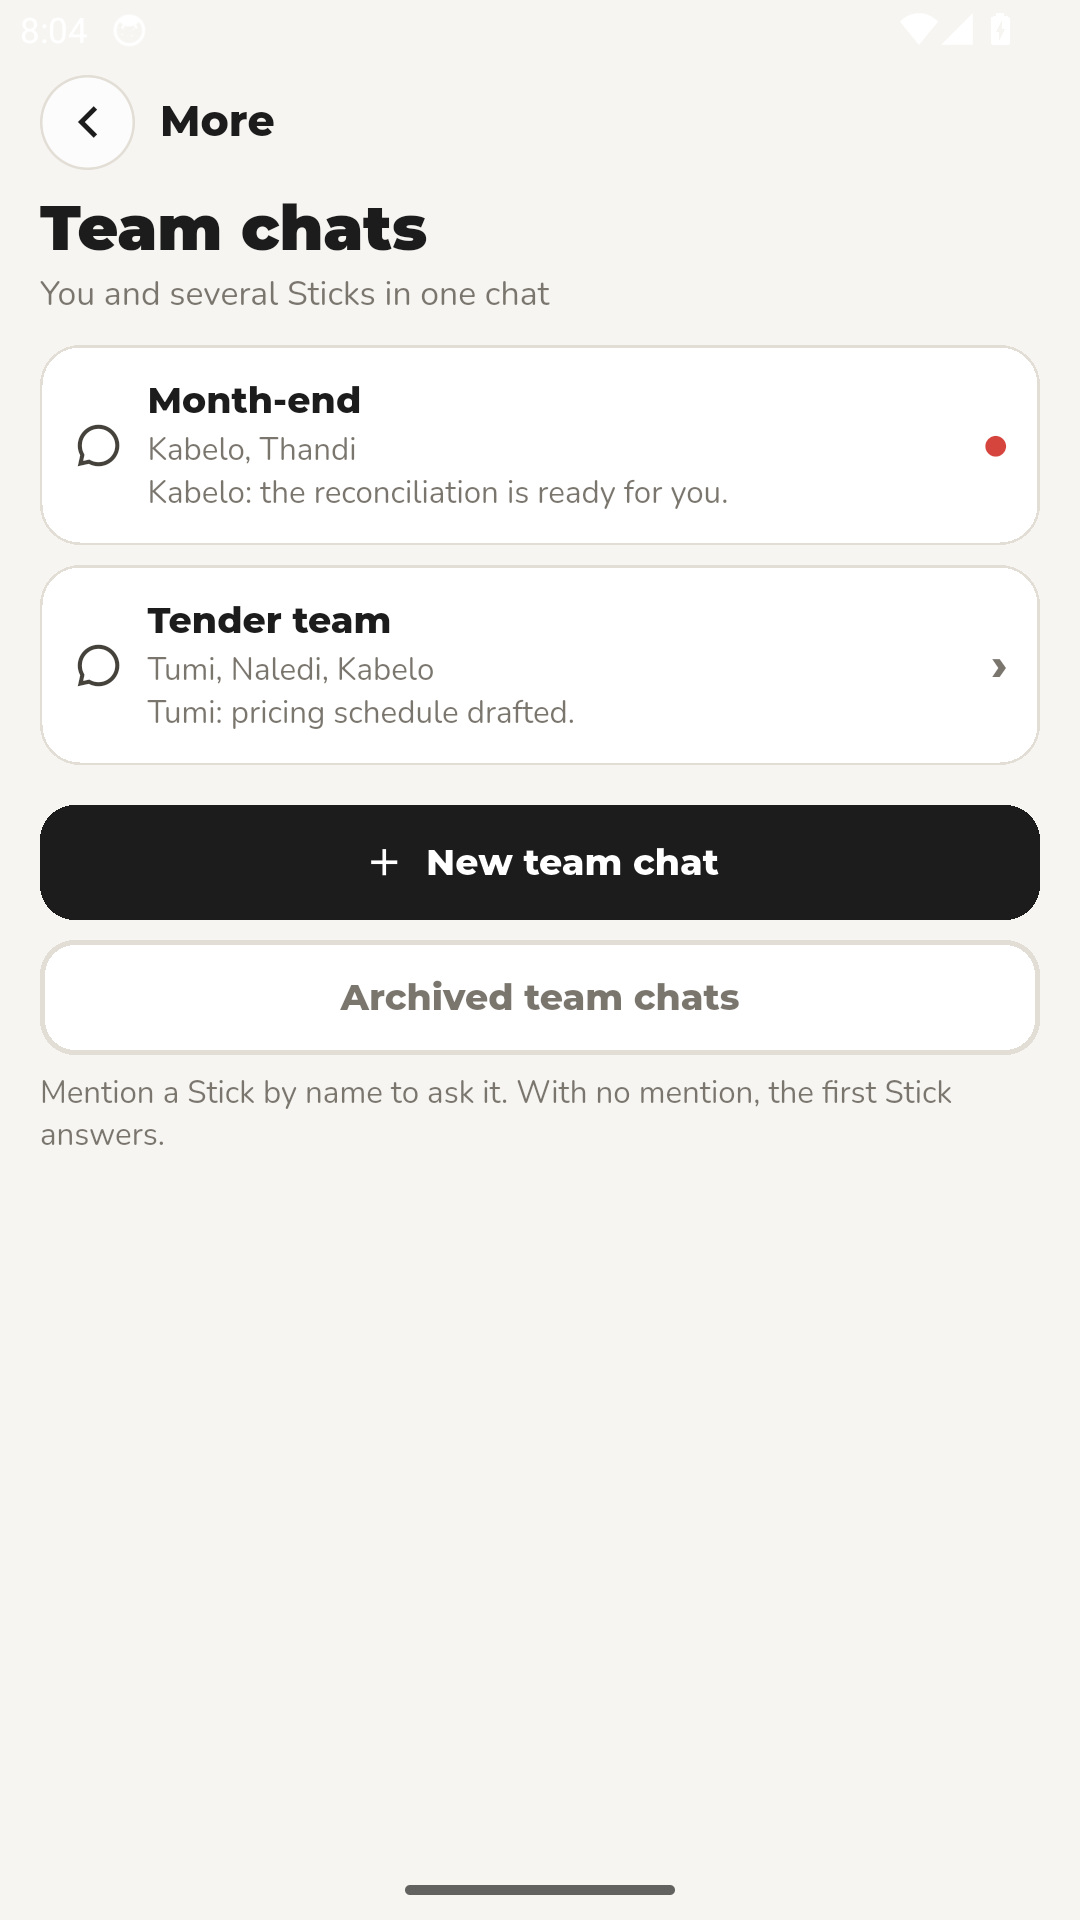 8:04
More
Team chats
You and several Sticks in one chat
Month-end
Kabelo, Thandi
Kabelo: the reconciliation is ready for you.
Tender team
Tumi, Naledi, Kabelo
Tumi: pricing schedule drafted.
+ New team chat
Archived team chats
Mention a Stick by name to ask it. With no mention, the first Stick
answers.